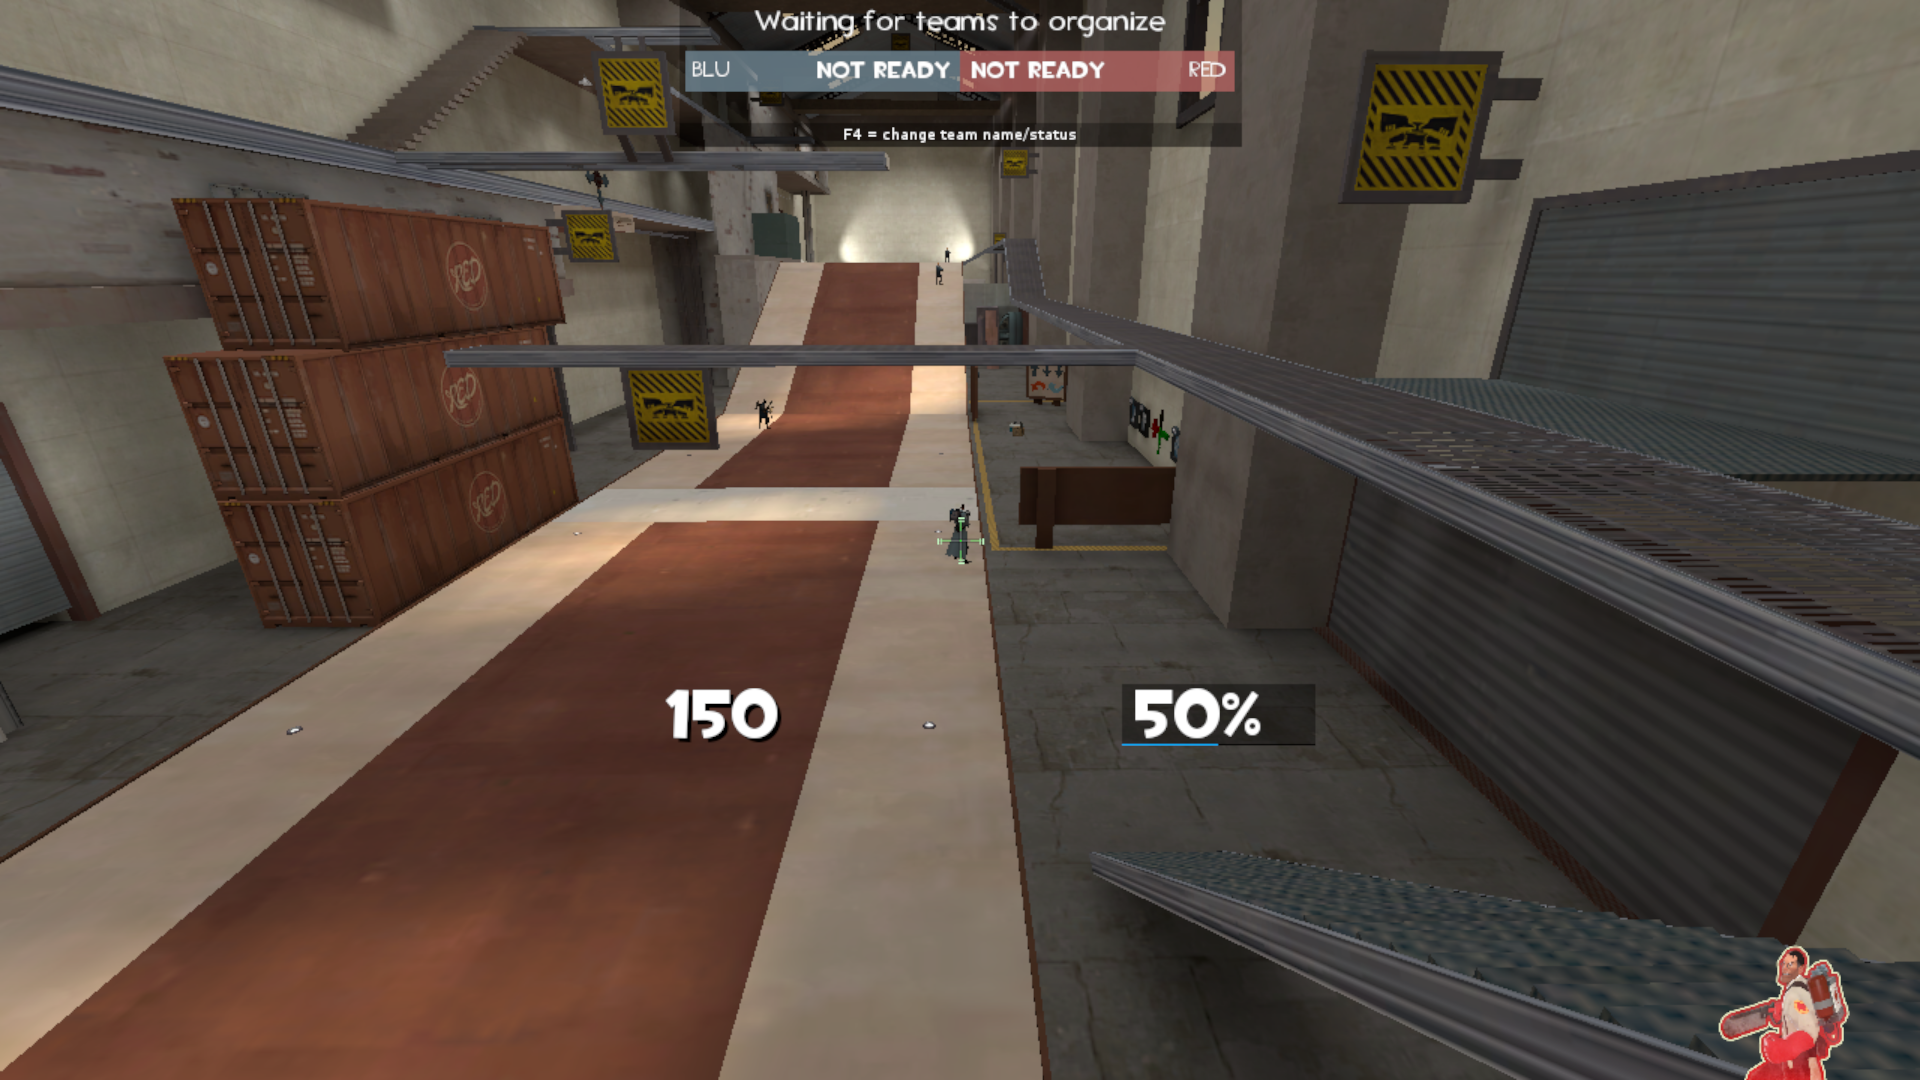 Waiting for teams to organize
BLU NOT READY NOT READY RED
F4 = change team name/status
RED
RED
RED
150
50%